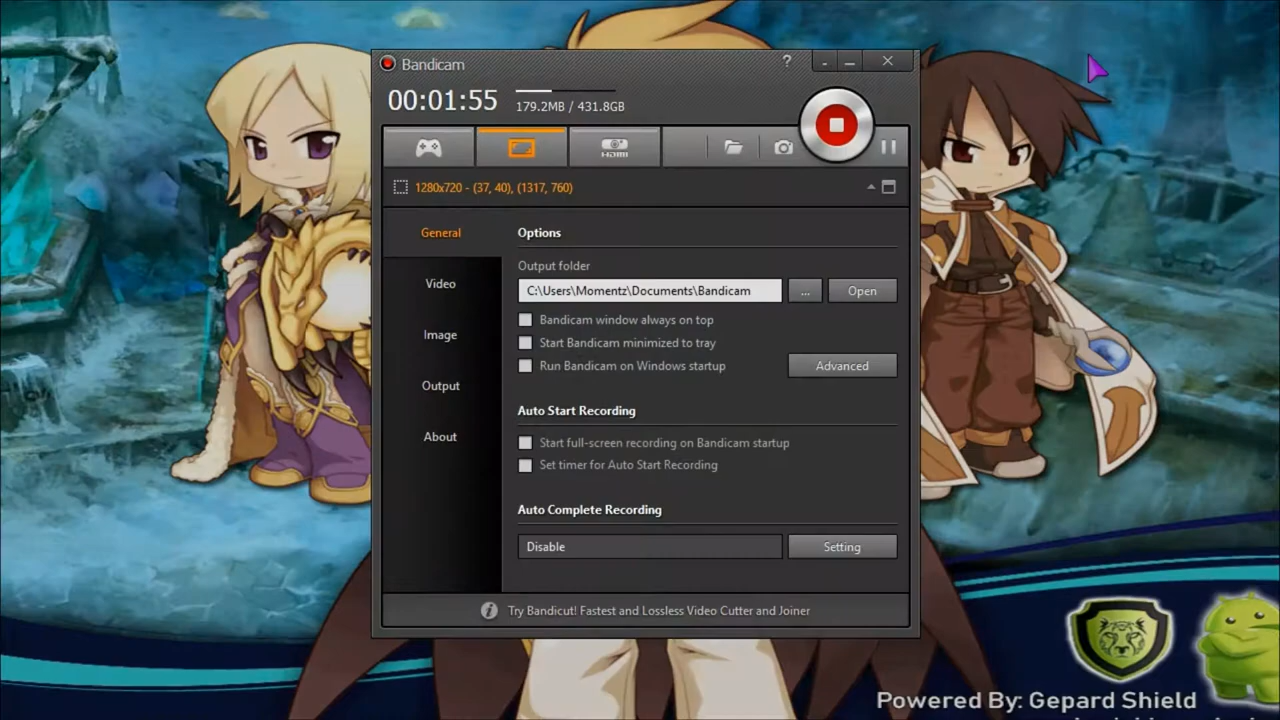 Bandicam
?
00:01:55
179.2MB / 431.8GB
HDMI
1280x720 - (37, 40), (1317, 760)
General
Video
Image
Output
About
Options
Output folder
C:\Users\Momentz\Documents\Bandicam
...
Open
Bandicam window always on top
Start Bandicam minimized to tray
Run Bandicam on Windows startup
Advanced
Auto Start Recording
Start full-screen recording on Bandicam startup
Set timer for Auto Start Recording
Auto Complete Recording
Disable
Setting
Try Bandicut! Fastest and Lossless Video Cutter and Joiner
Powered By: Gepard Shield